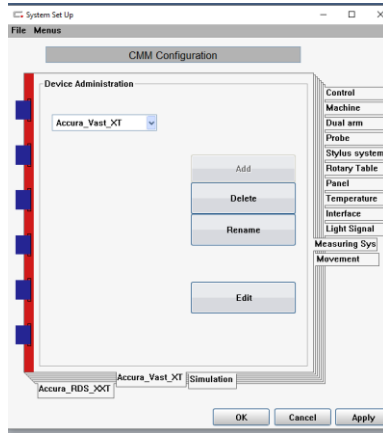 System Set Up
File Menus
CMM Configuration
Device Administration
Accura_Vast_XT
Add
Delete
Rename
Edit
Control
Machine
Dual arm
Probe
Stylus system
Rotary Table
Panel
Temperature
Interface
Light Signal
Measuring Sys
Movement
Accura_RDS_XXT
Accura_Vast_XT
Simulation
OK Cancel Apply